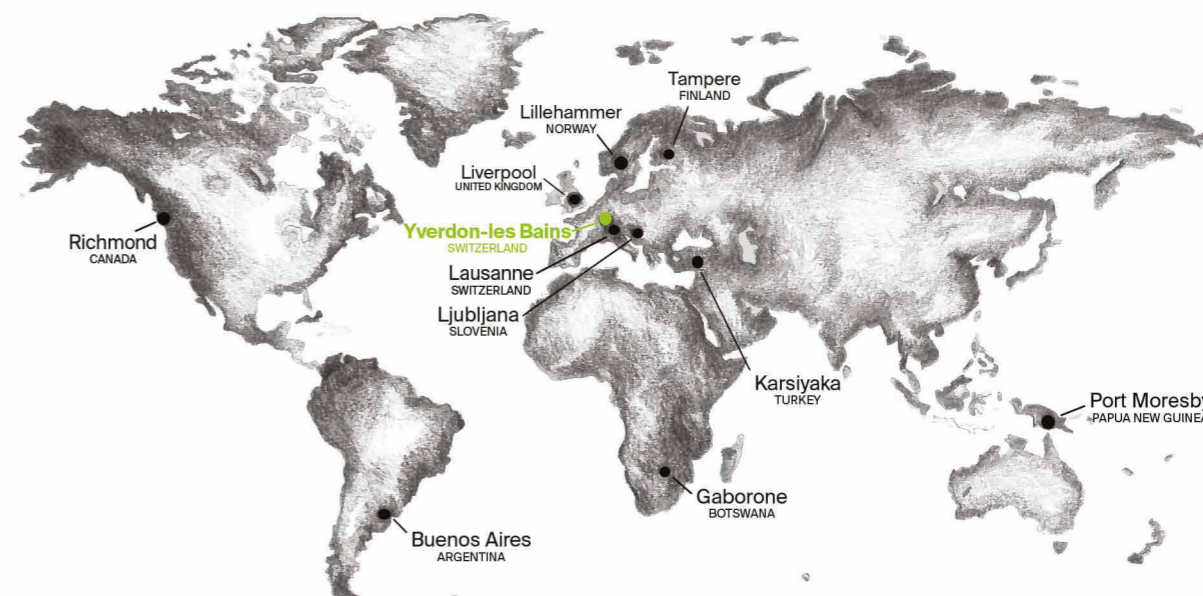 Tampere
FINLAND
Lillehammer
NORWAY
Liverpool
UNITED KINGDOM
Yverdon-les Bains
SWITZERLAND
Richmond
CANADA
Lausanne
SWITZERLAND
Ljubljana
SLOVENIA
Karsiyaka
TURKEY
Port Moresby
PAPUA NEW GUINEA
Gaborone
BOTSWANA
Buenos Aires
ARGENTINA